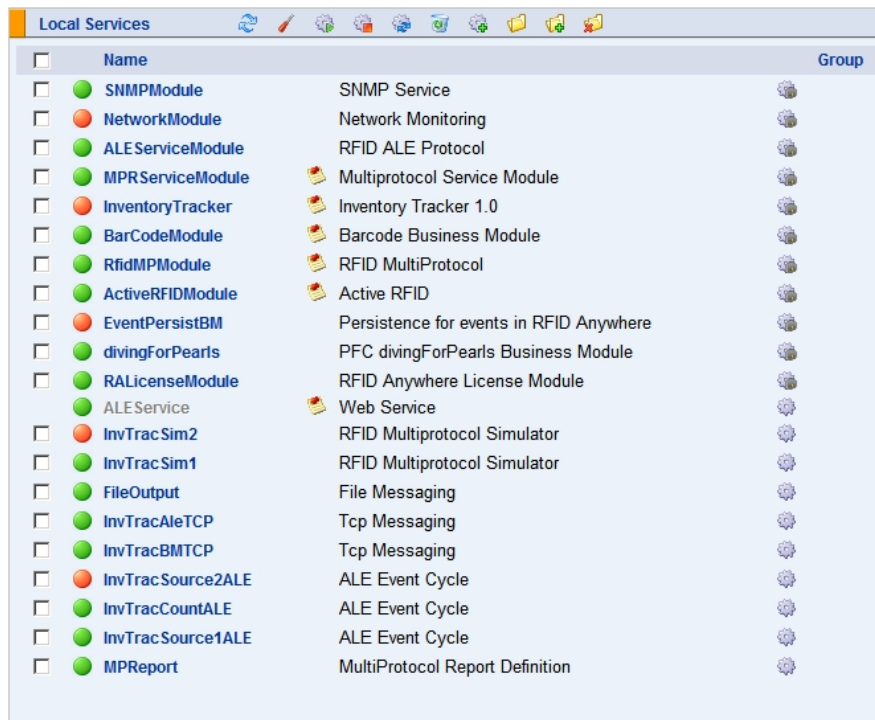 Local Services
Name Group
SNMPModule SNMP Service
NetworkModule Network Monitoring
ALEServiceModule RFID ALE Protocol
MPRServiceModule Multiprotocol Service Module
InventoryTracker Inventory Tracker 1.0
BarCodeModule Barcode Business Module
RfidMPModule RFID MultiProtocol
ActiveRFIDModule Active RFID
EventPersistBM Persistence for events in RFID Anywhere
divingForPearls PFC divingForPearls Business Module
RALicenseModule RFID Anywhere License Module
ALEService Web Service
InvTracSim2 RFID Multiprotocol Simulator
InvTracSim1 RFID Multiprotocol Simulator
FileOutput File Messaging
InvTracAleTCP Tcp Messaging
InvTracBMTCP Tcp Messaging
InvTracSource2ALE ALE Event Cycle
InvTracCountALE ALE Event Cycle
InvTracSource1ALE ALE Event Cycle
MPReport MultiProtocol Report Definition